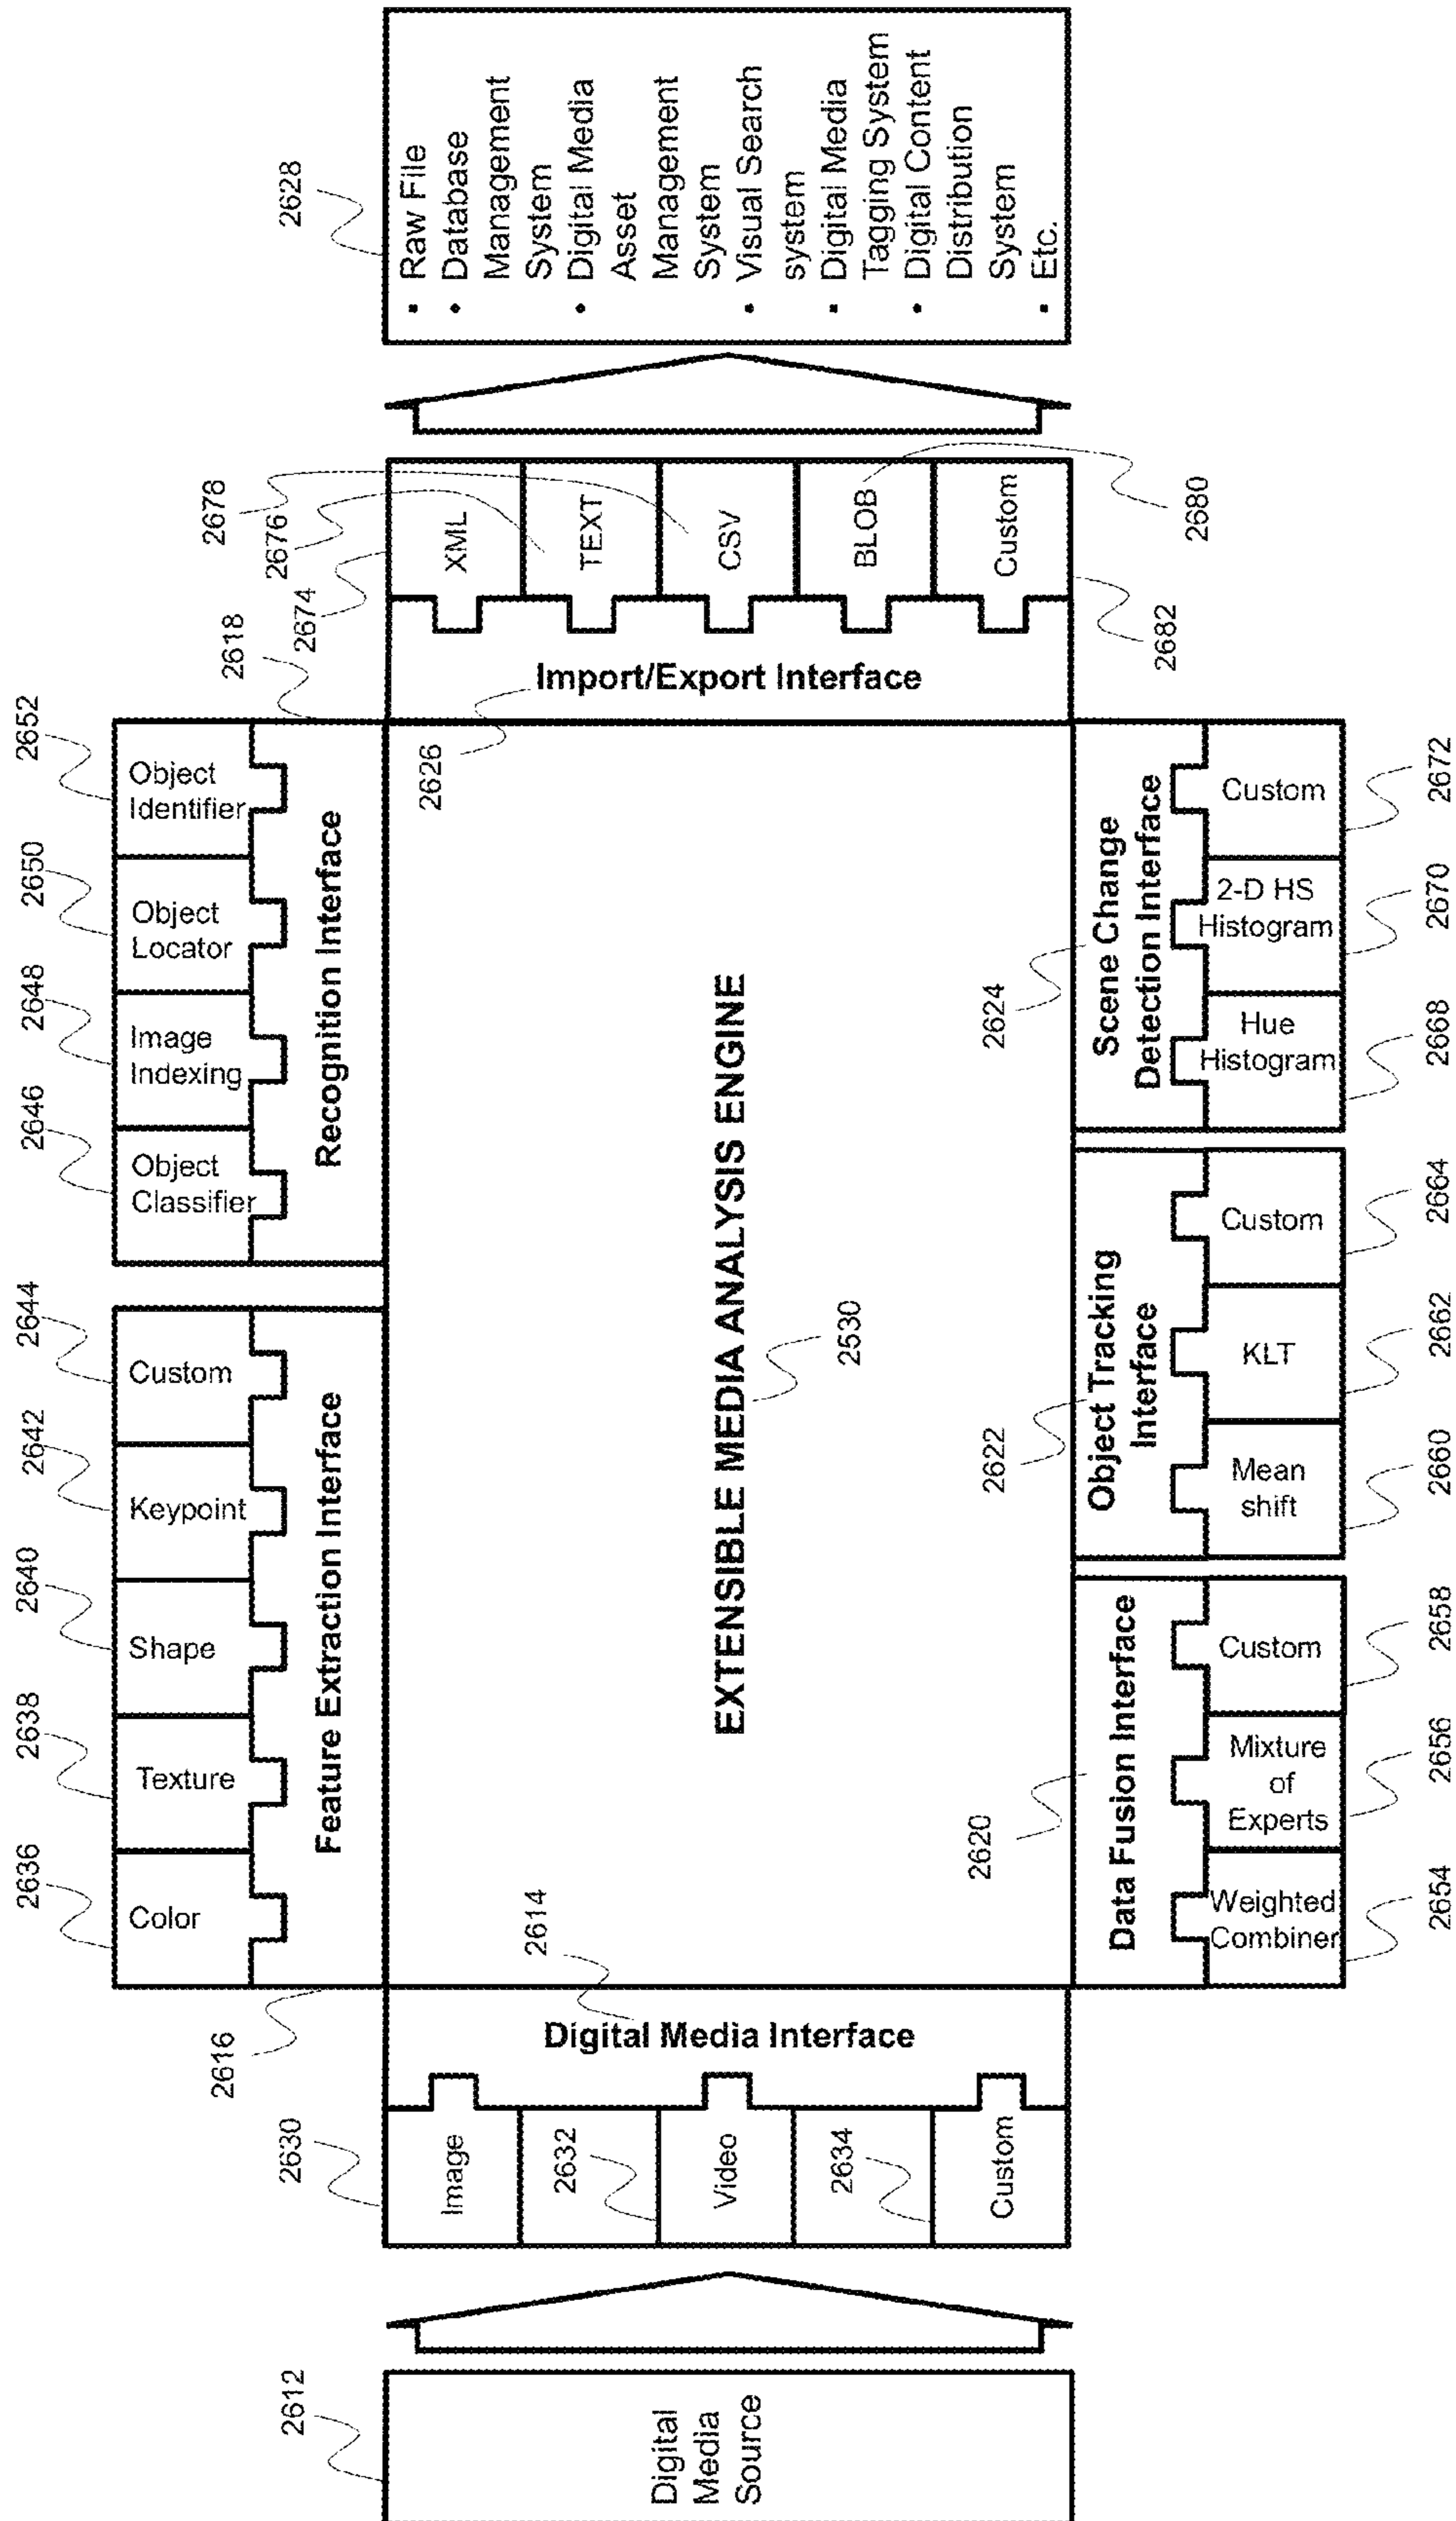 2612
Digital
Media
Source
2630
Image
2632
Video
2634
Custom
2614
Digital Media Interface
2616
2636
2638
2640
2642
2644
Color
Texture
Shape
Keypoint
Custom
Feature Extraction Interface
2646
2648
2650
2652
Object
Classifier
Image
Indexing
Object
Locator
Object
Identifier
Recognition Interface
2618
EXTENSIBLE MEDIA ANALYSIS ENGINE
2530
2620
Data Fusion Interface
Weighted
Combiner
Mixture
of
Experts
Custom
2654
2656
2658
2622
Object Tracking
Interface
Mean
shift
KLT
Custom
2660
2662
2664
2624
Scene Change
Detection Interface
Hue
Histogram
2-D HS
Histogram
Custom
2668
2670
2672
2626
Import/Export Interface
2674
2676
2678
XML
TEXT
CSV
BLOB
Custom
2680
2682
2628
▪ Raw File
• Database
Management
System
• Digital Media
Asset
Management
System
• Visual Search
system
▪ Digital Media
Tagging System
• Digital Content
Distribution
System
▪ Etc.